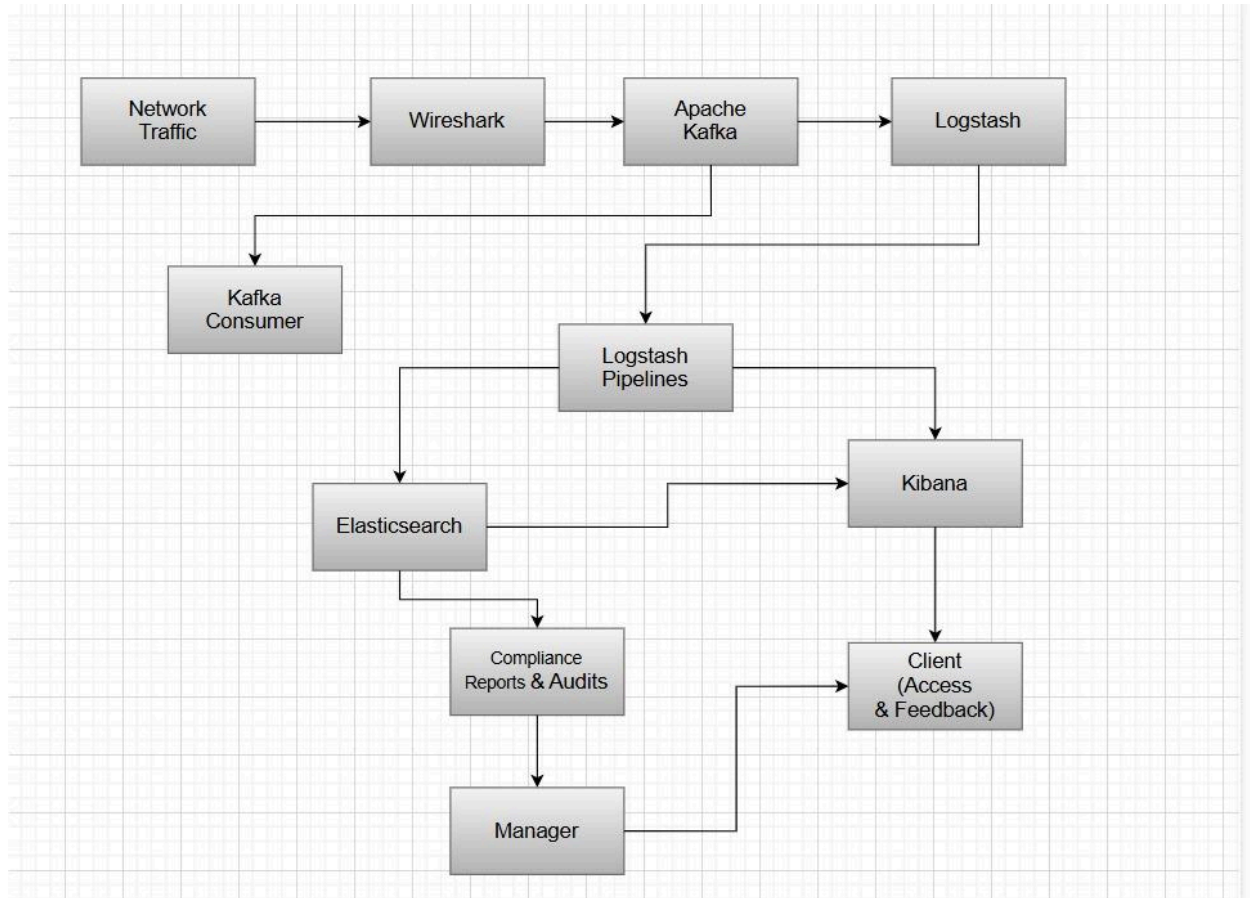 Network
Traffic
Wireshark
Apache
Kafka
Logstash
Kafka
Consumer
Logstash
Pipelines
Elasticsearch
Kibana
Compliance
Reports & Audits
Client
(Access
& Feedback)
Manager